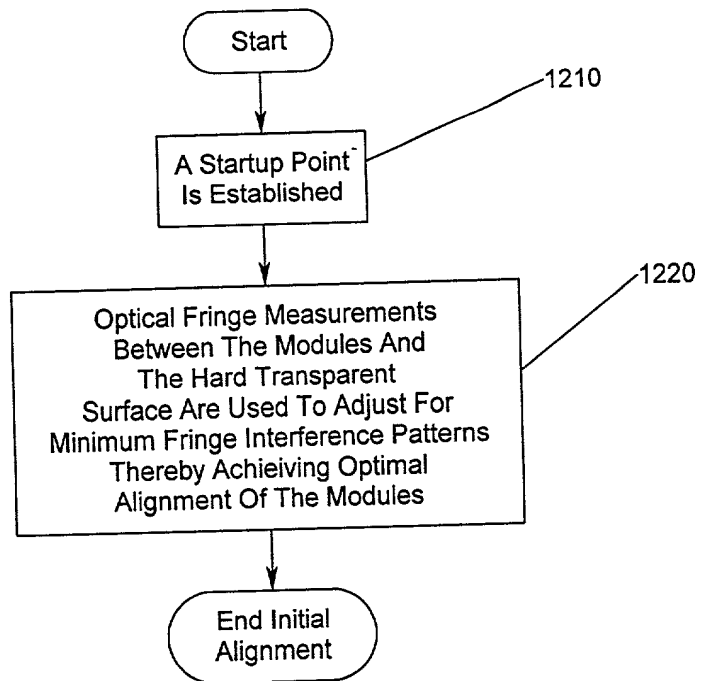 Start
1210
A Startup Point
Is Established
1220
Optical Fringe Measurements
Between The Modules And
The Hard Transparent
Surface Are Used To Adjust For
Minimum Fringe Interference Patterns
Thereby Achieiving Optimal
Alignment Of The Modules
End Initial
Alignment